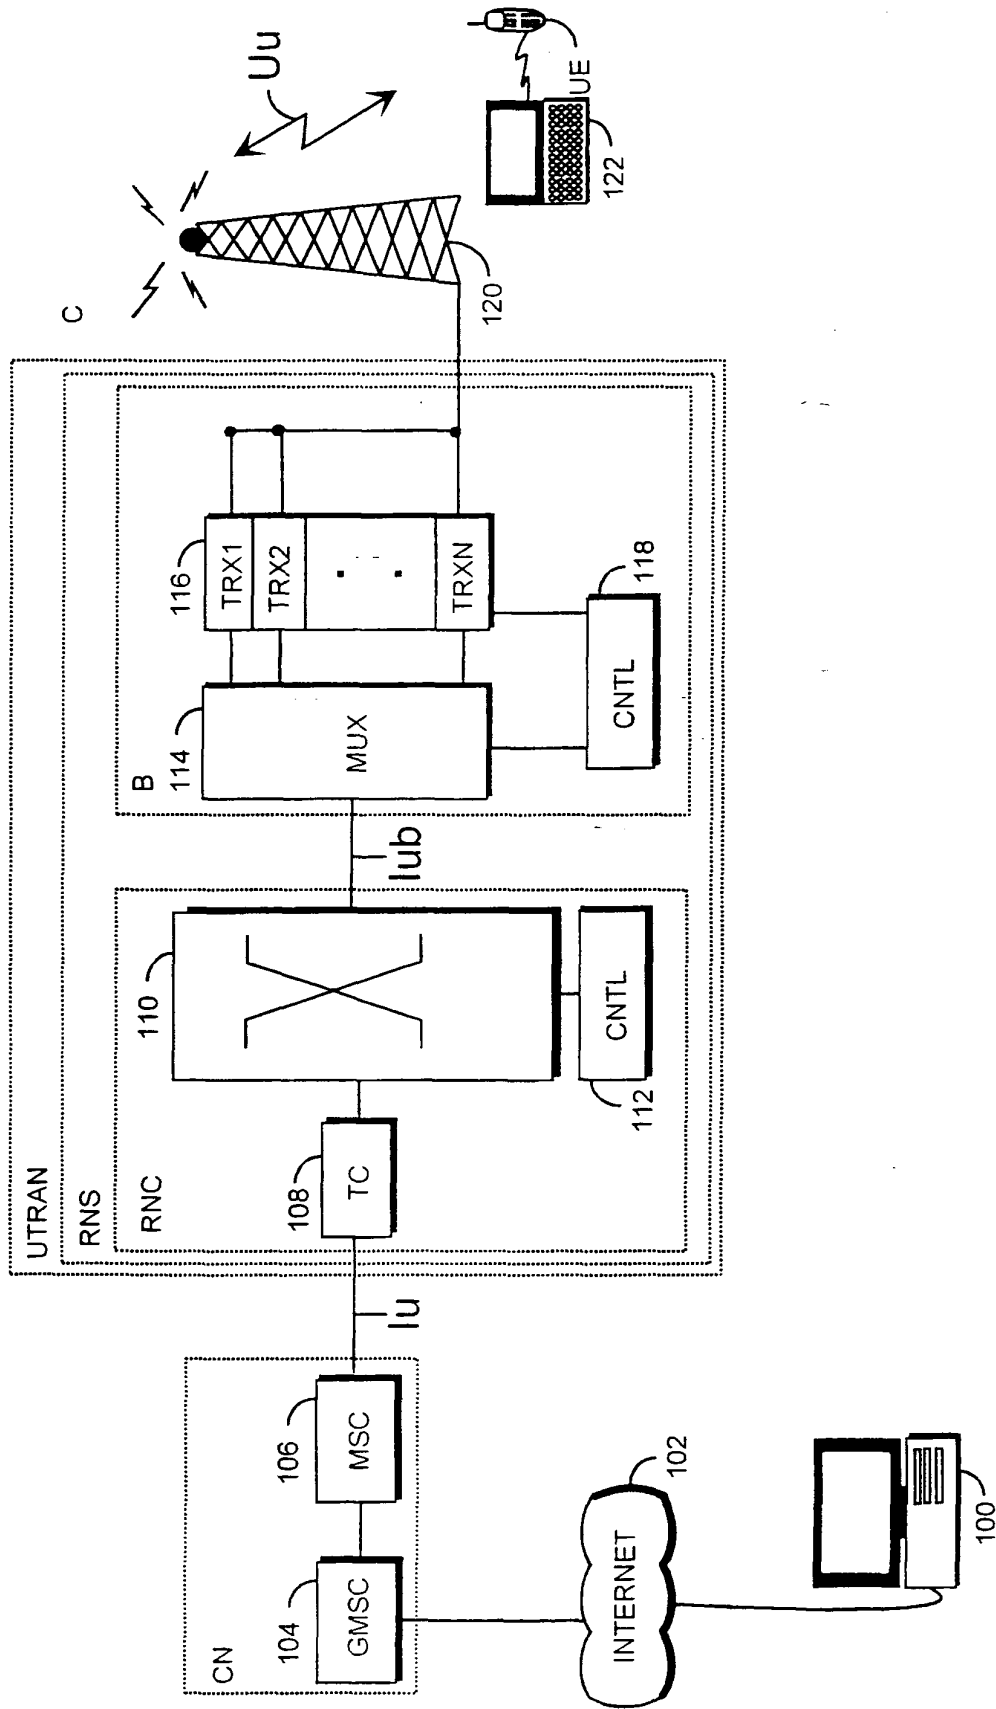 UTRAN
RNS
RNC
B
C
Uu
110
108
TC
CNTL
112
Iub
114
MUX
116
TRX1
TRX2
TRXN
CNTL
118
120
122
UE
Iu
CN
104
GMSC
106
MSC
INTERNET
102
100